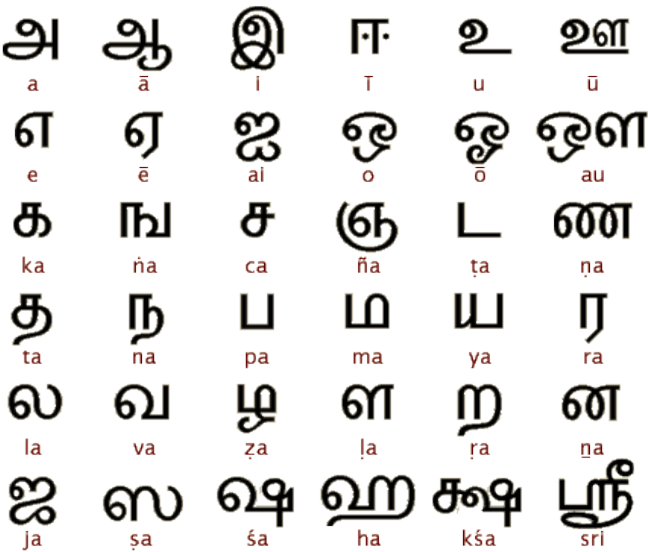 அ ஆ இ ஈ உ ஊ
a ā i ī u ū
எ ஏ ஐ ஒ ஓ ஔ
e ē ai o ō au
க ங ச ஞ ட ண
ka ṅa ca ña ṭa ṇa
த ந ப ம ய ர
ta na pa ma ya ra
ல வ ழ ள ற ன
la va ẓa ḷa ṛa ṉa
ஜ ஸ ஷ ஹ க்ஷ ஸ்ரீ
ja ṣa śa ha kśa sri